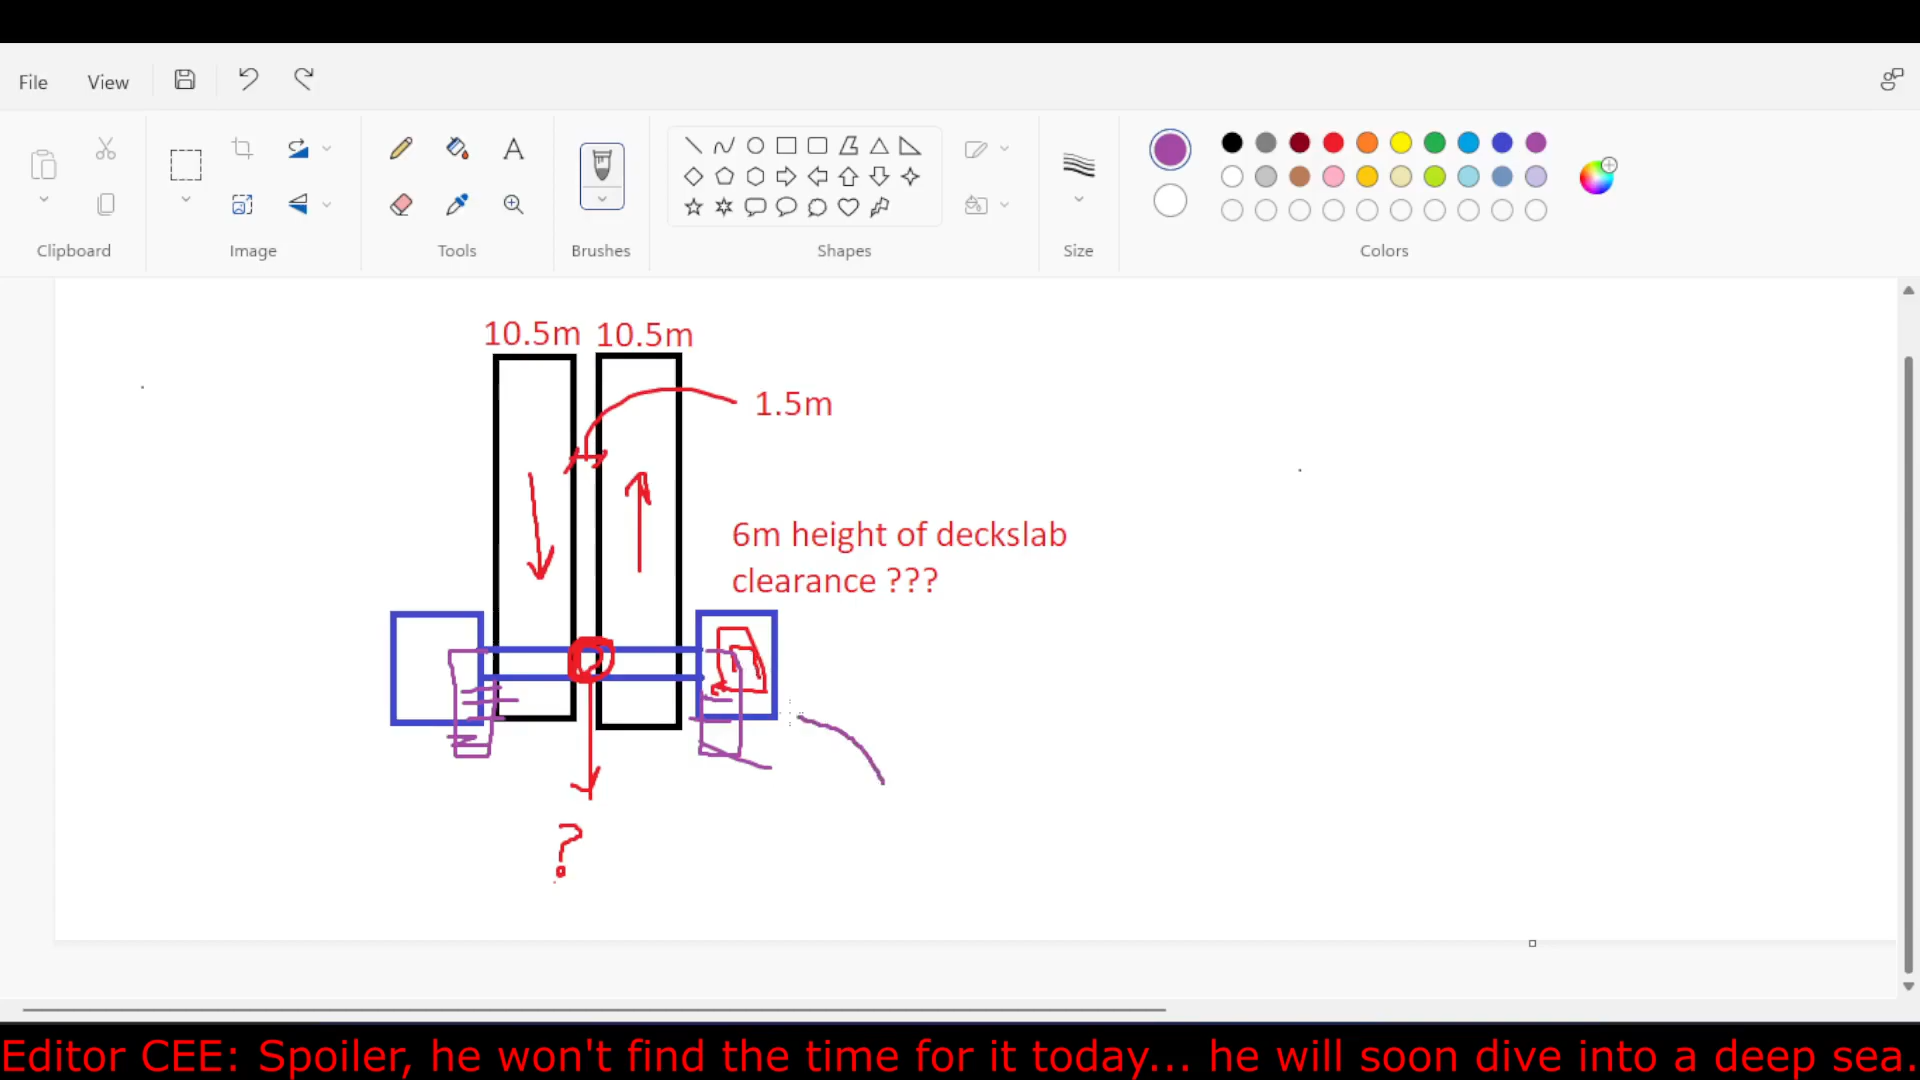 File View
Clipboard Image Tools Brushes Shapes Size Colors
10.5m 10.5m
1.5m
6m height of deckslab
clearance ???
?
Editor CEE: Spoiler, he won't find the time for it today... he will soon dive into a deep sea.